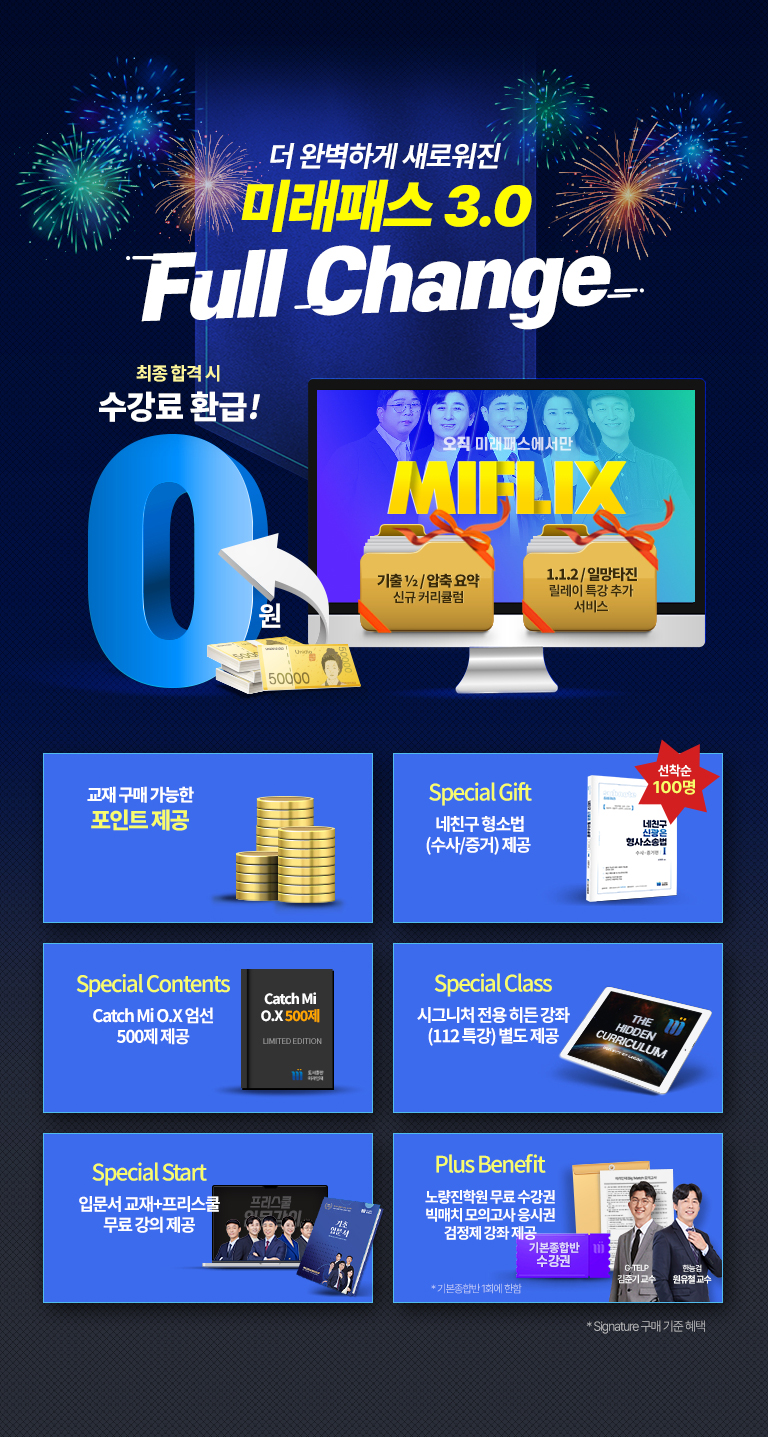 더 완벽하게 새로워진
미래패스 3.0
Full Change
최종 합격 시
수강료 환급!
0원
50000
50000
오직 미래패스에서만
MIFLIX
기출 ½ / 압축 요약
신규 커리큘럼
1.1.2 / 일망타진
릴레이 특강 추가
서비스
교재 구매 가능한
포인트 제공
Special Gift
네친구 형소법
(수사/증거) 제공
선착순
100명
네친구
신광은
형사소송법
수사·증거편 1
Special Contents
Catch Mi O.X 엄선
500제 제공
Catch Mi
O.X 500제
LIMITED EDITION
Special Class
시그니처 전용 히든 강좌
(112 특강) 별도 제공
THE
HIDDEN
CURRICULUM
Special Start
입문서 교재+프리스쿨
무료 강의 제공
프리스쿨
입문강의
기초
입문서
Plus Benefit
노량진학원 무료 수강권
빅매치 모의고사 응시권
검정제 강좌 제공
기본종합반
수강권
* 기본종합반 1회에 한함
G-TELP
김준기 교수
한능검
원유철 교수
* Signature 구매 기준 혜택